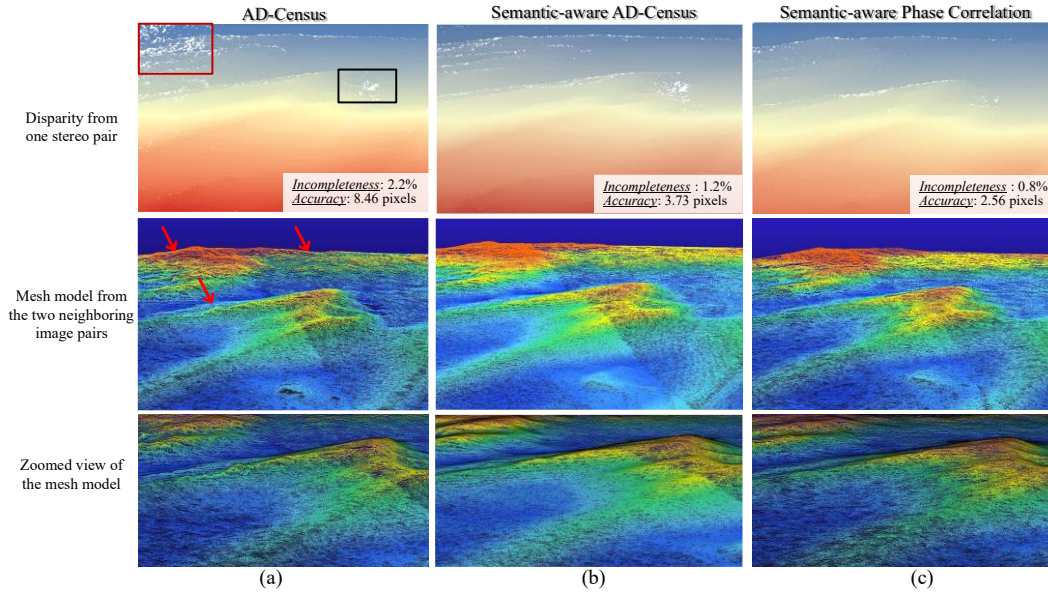 AD-Census
Semantic-aware AD-Census
Semantic-aware Phase Correlation
Disparity from
one stereo pair
Incompleteness: 2.2%
Accuracy: 8.46 pixels
Incompleteness : 1.2%
Accuracy: 3.73 pixels
Incompleteness : 0.8%
Accuracy: 2.56 pixels
Mesh model from
the two neighboring
image pairs
Zoomed view of
the mesh model
(a)
(b)
(c)